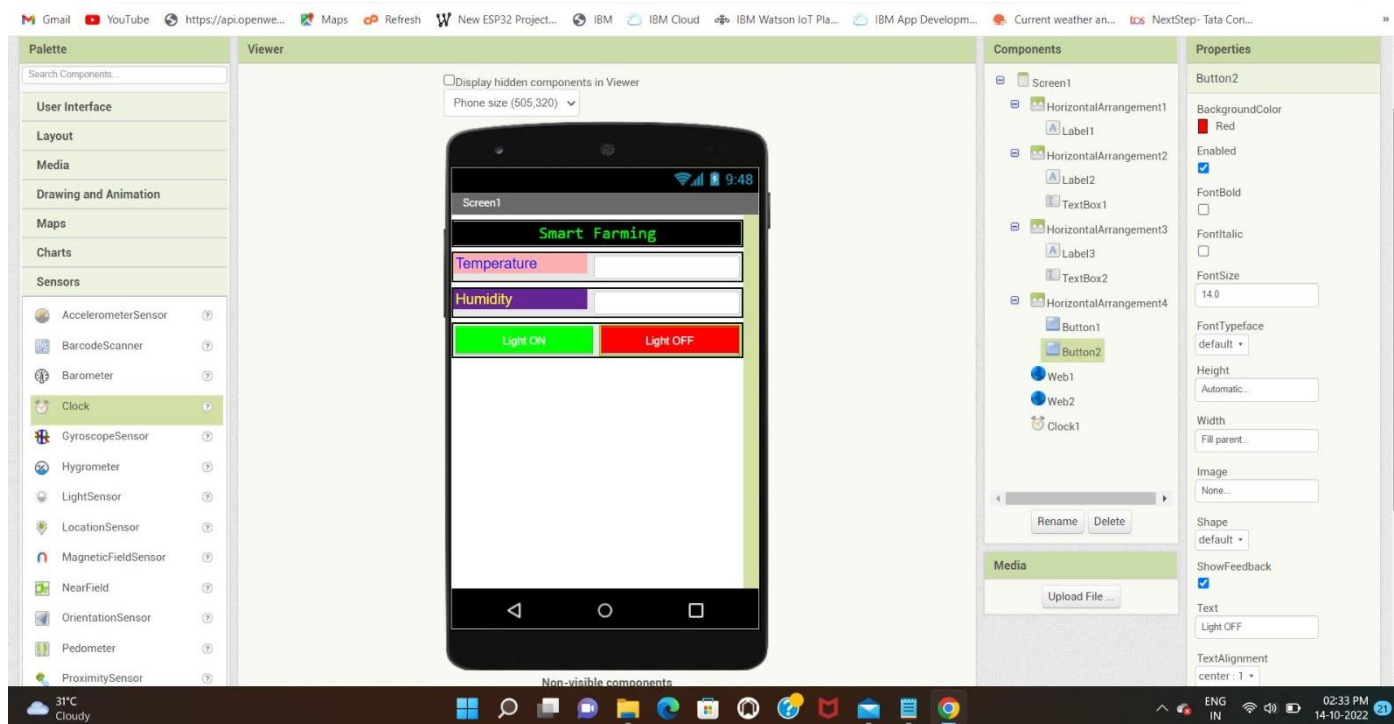 Gmail YouTube https://api.openwe... Maps Refresh New ESP32 Project... IBM IBM Cloud IBM Watson IoT Pla... IBM App Developm... Current weather an... tcs NextStep- Tata Con... »
Palette
Search Components...
User Interface
Layout
Media
Drawing and Animation
Maps
Charts
Sensors
AccelerometerSensor ?
BarcodeScanner ?
Barometer ?
Clock ?
GyroscopeSensor ?
Hygrometer ?
LightSensor ?
LocationSensor ?
MagneticFieldSensor ?
NearField ?
OrientationSensor ?
Pedometer ?
ProximitySensor ?
Viewer
Display hidden components in Viewer
Phone size (505,320)
9:48
Screen1
Smart Farming
Temperature
Humidity
Light ON Light OFF
Non-visible components
Components
Screen1
HorizontalArrangement1
Label1
HorizontalArrangement2
Label2
TextBox1
HorizontalArrangement3
Label3
TextBox2
HorizontalArrangement4
Button1
Button2
Web1
Web2
Clock1
Rename Delete
Media
Upload File ...
Properties
Button2
BackgroundColor
Red
Enabled
FontBold
FontItalic
FontSize
14.0
FontTypeface
default
Height
Automatic...
Width
Fill parent...
Image
None...
Shape
default
ShowFeedback
Text
Light OFF
TextAlignment
center : 1
31°C
Cloudy
ENG
IN
02:33 PM
14-10-2022
21